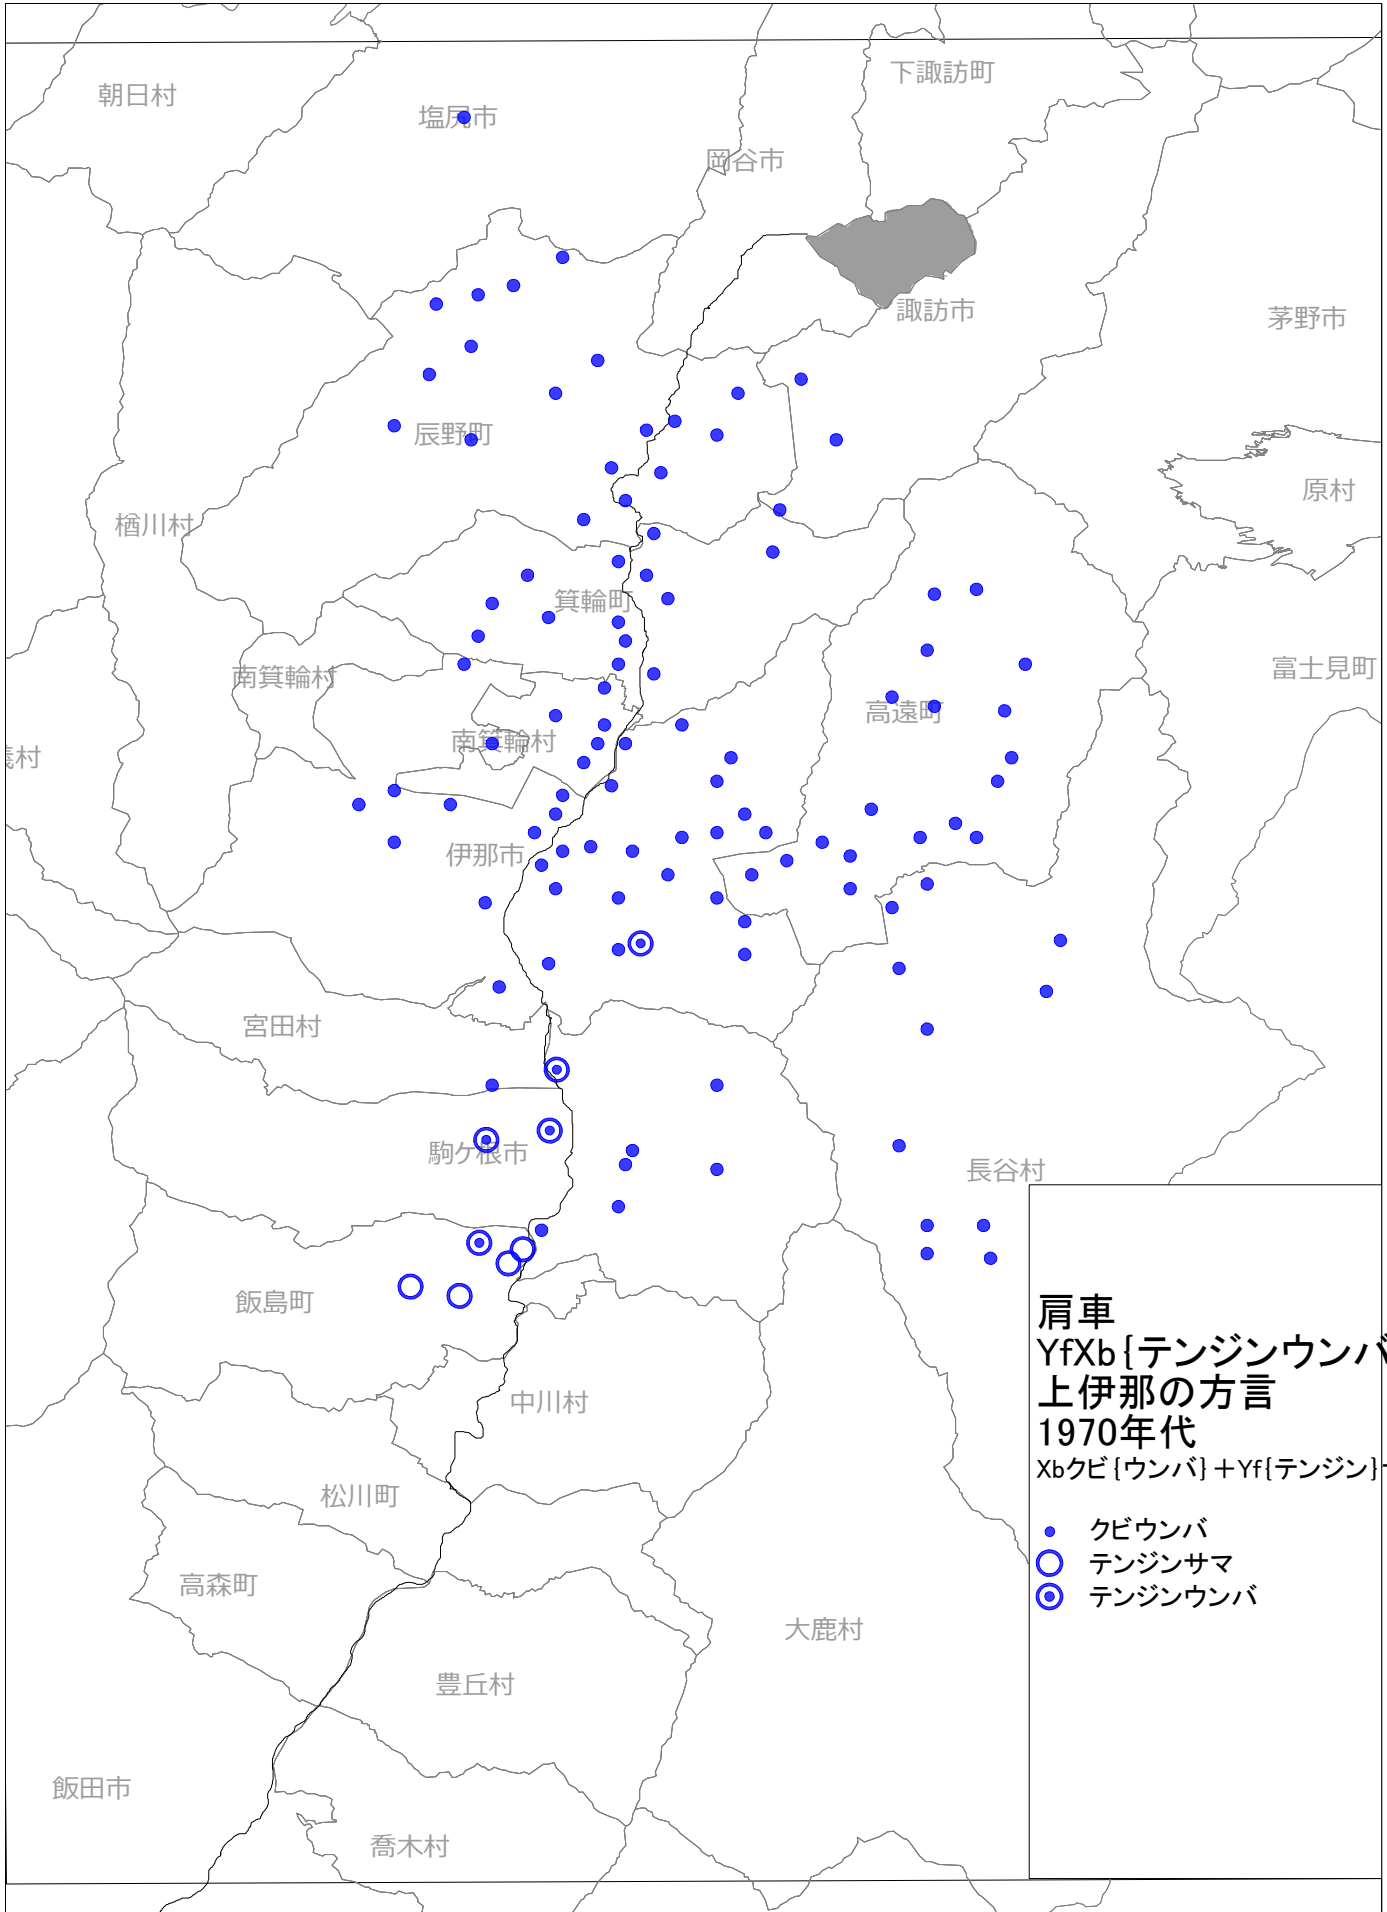 下諏訪町
朝日村
塩尻市
岡谷市
諏訪市
茅野市
辰野町
原村
楢川村
箕輪町
南箕輪村
富士見町
高遠町
南箕輪村
義村
伊那市
宮田村
駒ケ根市
長谷村
飯島町
中川村
松川町
高森町
大鹿村
豊丘村
飯田市
喬木村
肩車
YfXb{テンジンウンバ
上伊那の方言
1970年代
Xbクビ{ウンバ}＋Yf{テンジン}
クビウンバ
テンジンサマ
テンジンウンバ